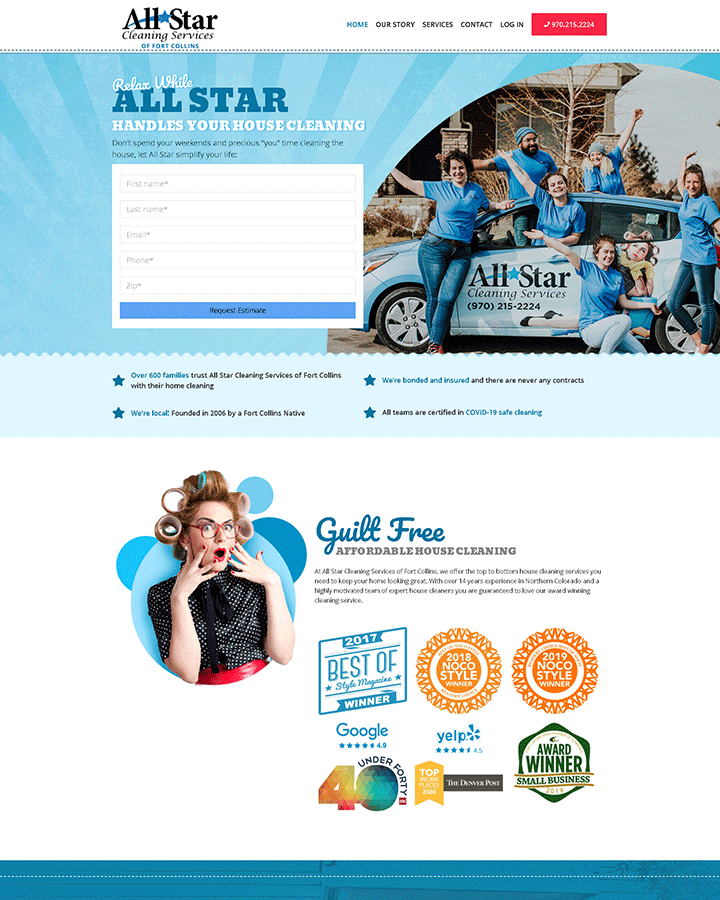 All Star
Cleaning Services
OF FORT COLLINS
HOME OUR STORY SERVICES CONTACT LOG IN 970.215.2224
Relax While
ALL STAR
HANDLES YOUR HOUSE CLEANING
Don't spend your weekends and precious "you" time cleaning the
house, let All Star simplify your life:
First name*
Last name*
Email*
Phone*
Zip*
Request Estimate
All Star
Cleaning Services
(970) 215-2224
Over 600 families trust All Star Cleaning Services of Fort Collins
with their home cleaning
We're bonded and insured and there are never any contracts
We're local! Founded in 2006 by a Fort Collins Native
All teams are certified in COVID-19 safe cleaning
Guilt Free
AFFORDABLE HOUSE CLEANING
At All Star Cleaning Services of Fort Collins, we offer the top to bottom house cleaning services you
need to keep your home looking great. With over 14 years experience in Northern Colorado and a
highly motivated team of expert house cleaners you are guaranteed to love our award winning
cleaning service.
2017
BEST OF
Style Magazine
WINNER
2018
NOCO
STYLE
WINNER
2019
NOCO
STYLE
WINNER
Google
4.9
yelp
4.5
40
UNDER FORTY
TOP
WORK
PLACES
2020
THE DENVER POST
AWARD
WINNER
SMALL BUSINESS
2019